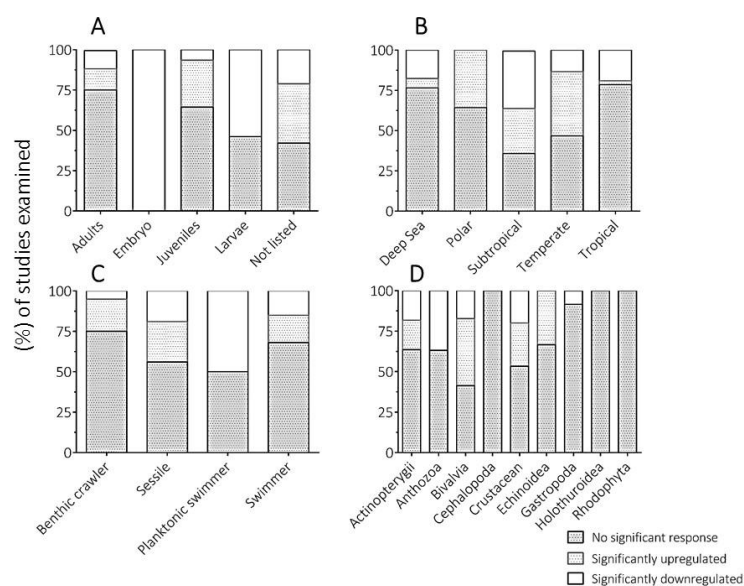 A
100
75
50
25
0
Adults
Embryo
Juveniles
Larvae
Not listed
B
100
75
50
25
0
Deep Sea
Polar
Subtropical
Temperate
Tropical
(%) of studies examined
C
100
75
50
25
0
Benthic crawler
Sessile
Planktonic swimmer
Swimmer
D
100
75
50
25
0
Actinopterygii
Anthozoa
Bivalvia
Cephalopoda
Crustacean
Echinoidea
Gastropoda
Holothuroidea
Rhodophyta
No significant response
Significantly upregulated
Significantly downregulated